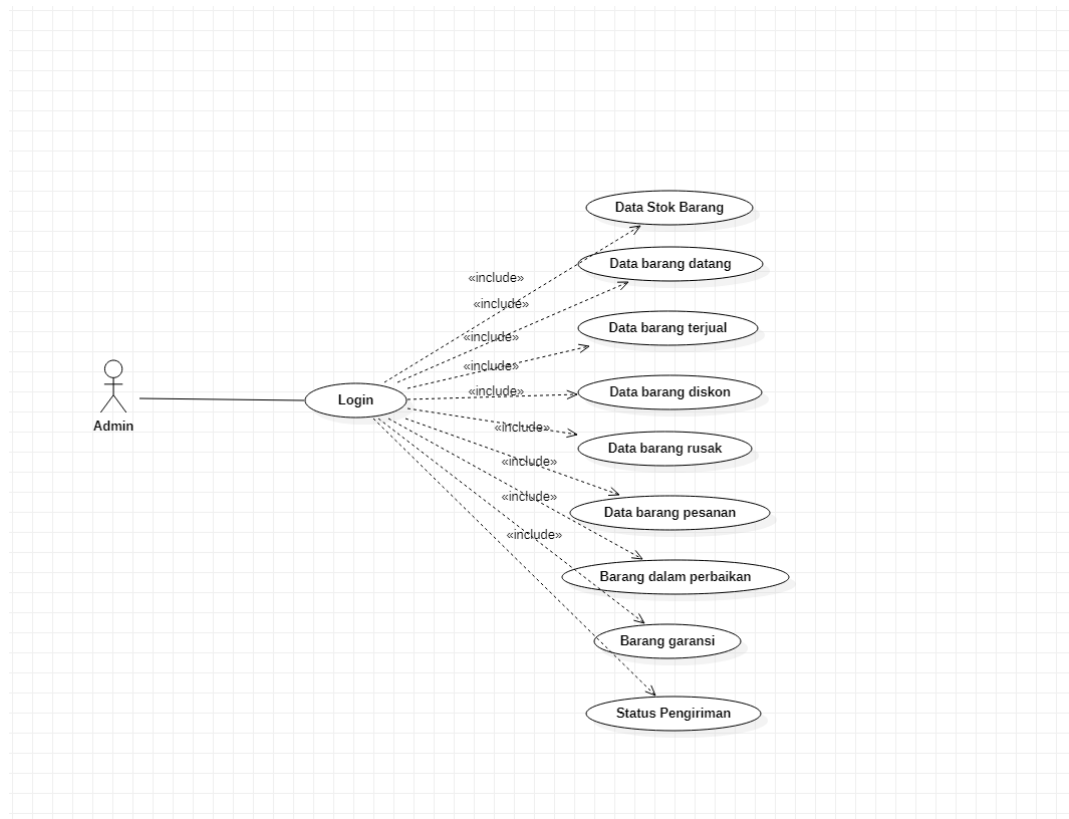 Data Stok Barang
Data barang datang
«include»
«include»
Data barang terjual
«include»
«include»
«include»
Data barang diskon
Login
Admin
«include»
Data barang rusak
«include»
«include»
Data barang pesanan
«include»
Barang dalam perbaikan
Barang garansi
Status Pengiriman